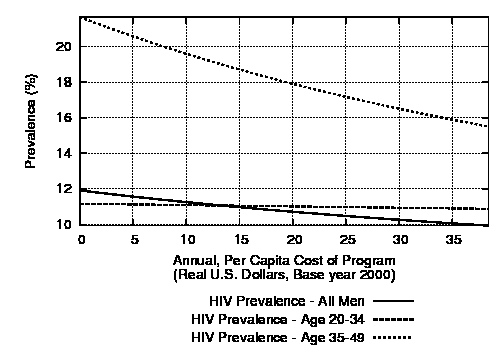 20
18
16
14
12
10
Prevalence (%)
0 5 10 15 20 25 30 35
Annual, Per Capita Cost of Program
(Real U.S. Dollars, Base year 2000)
HIV Prevalence - All Men
HIV Prevalence - Age 20-34
HIV Prevalence - Age 35-49